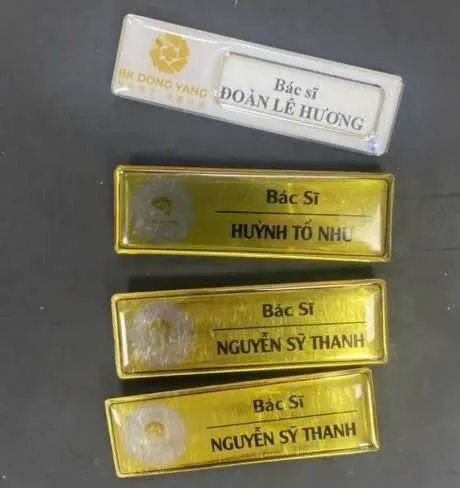 BK DONG YANG
Bác sĩ
ĐOÀN LÊ HƯƠNG
Bác Sĩ
HUỲNH TỐ NHƯ
Bác Sĩ
NGUYỄN SỸ THANH
Bác Sĩ
NGUYỄN SỸ THANH